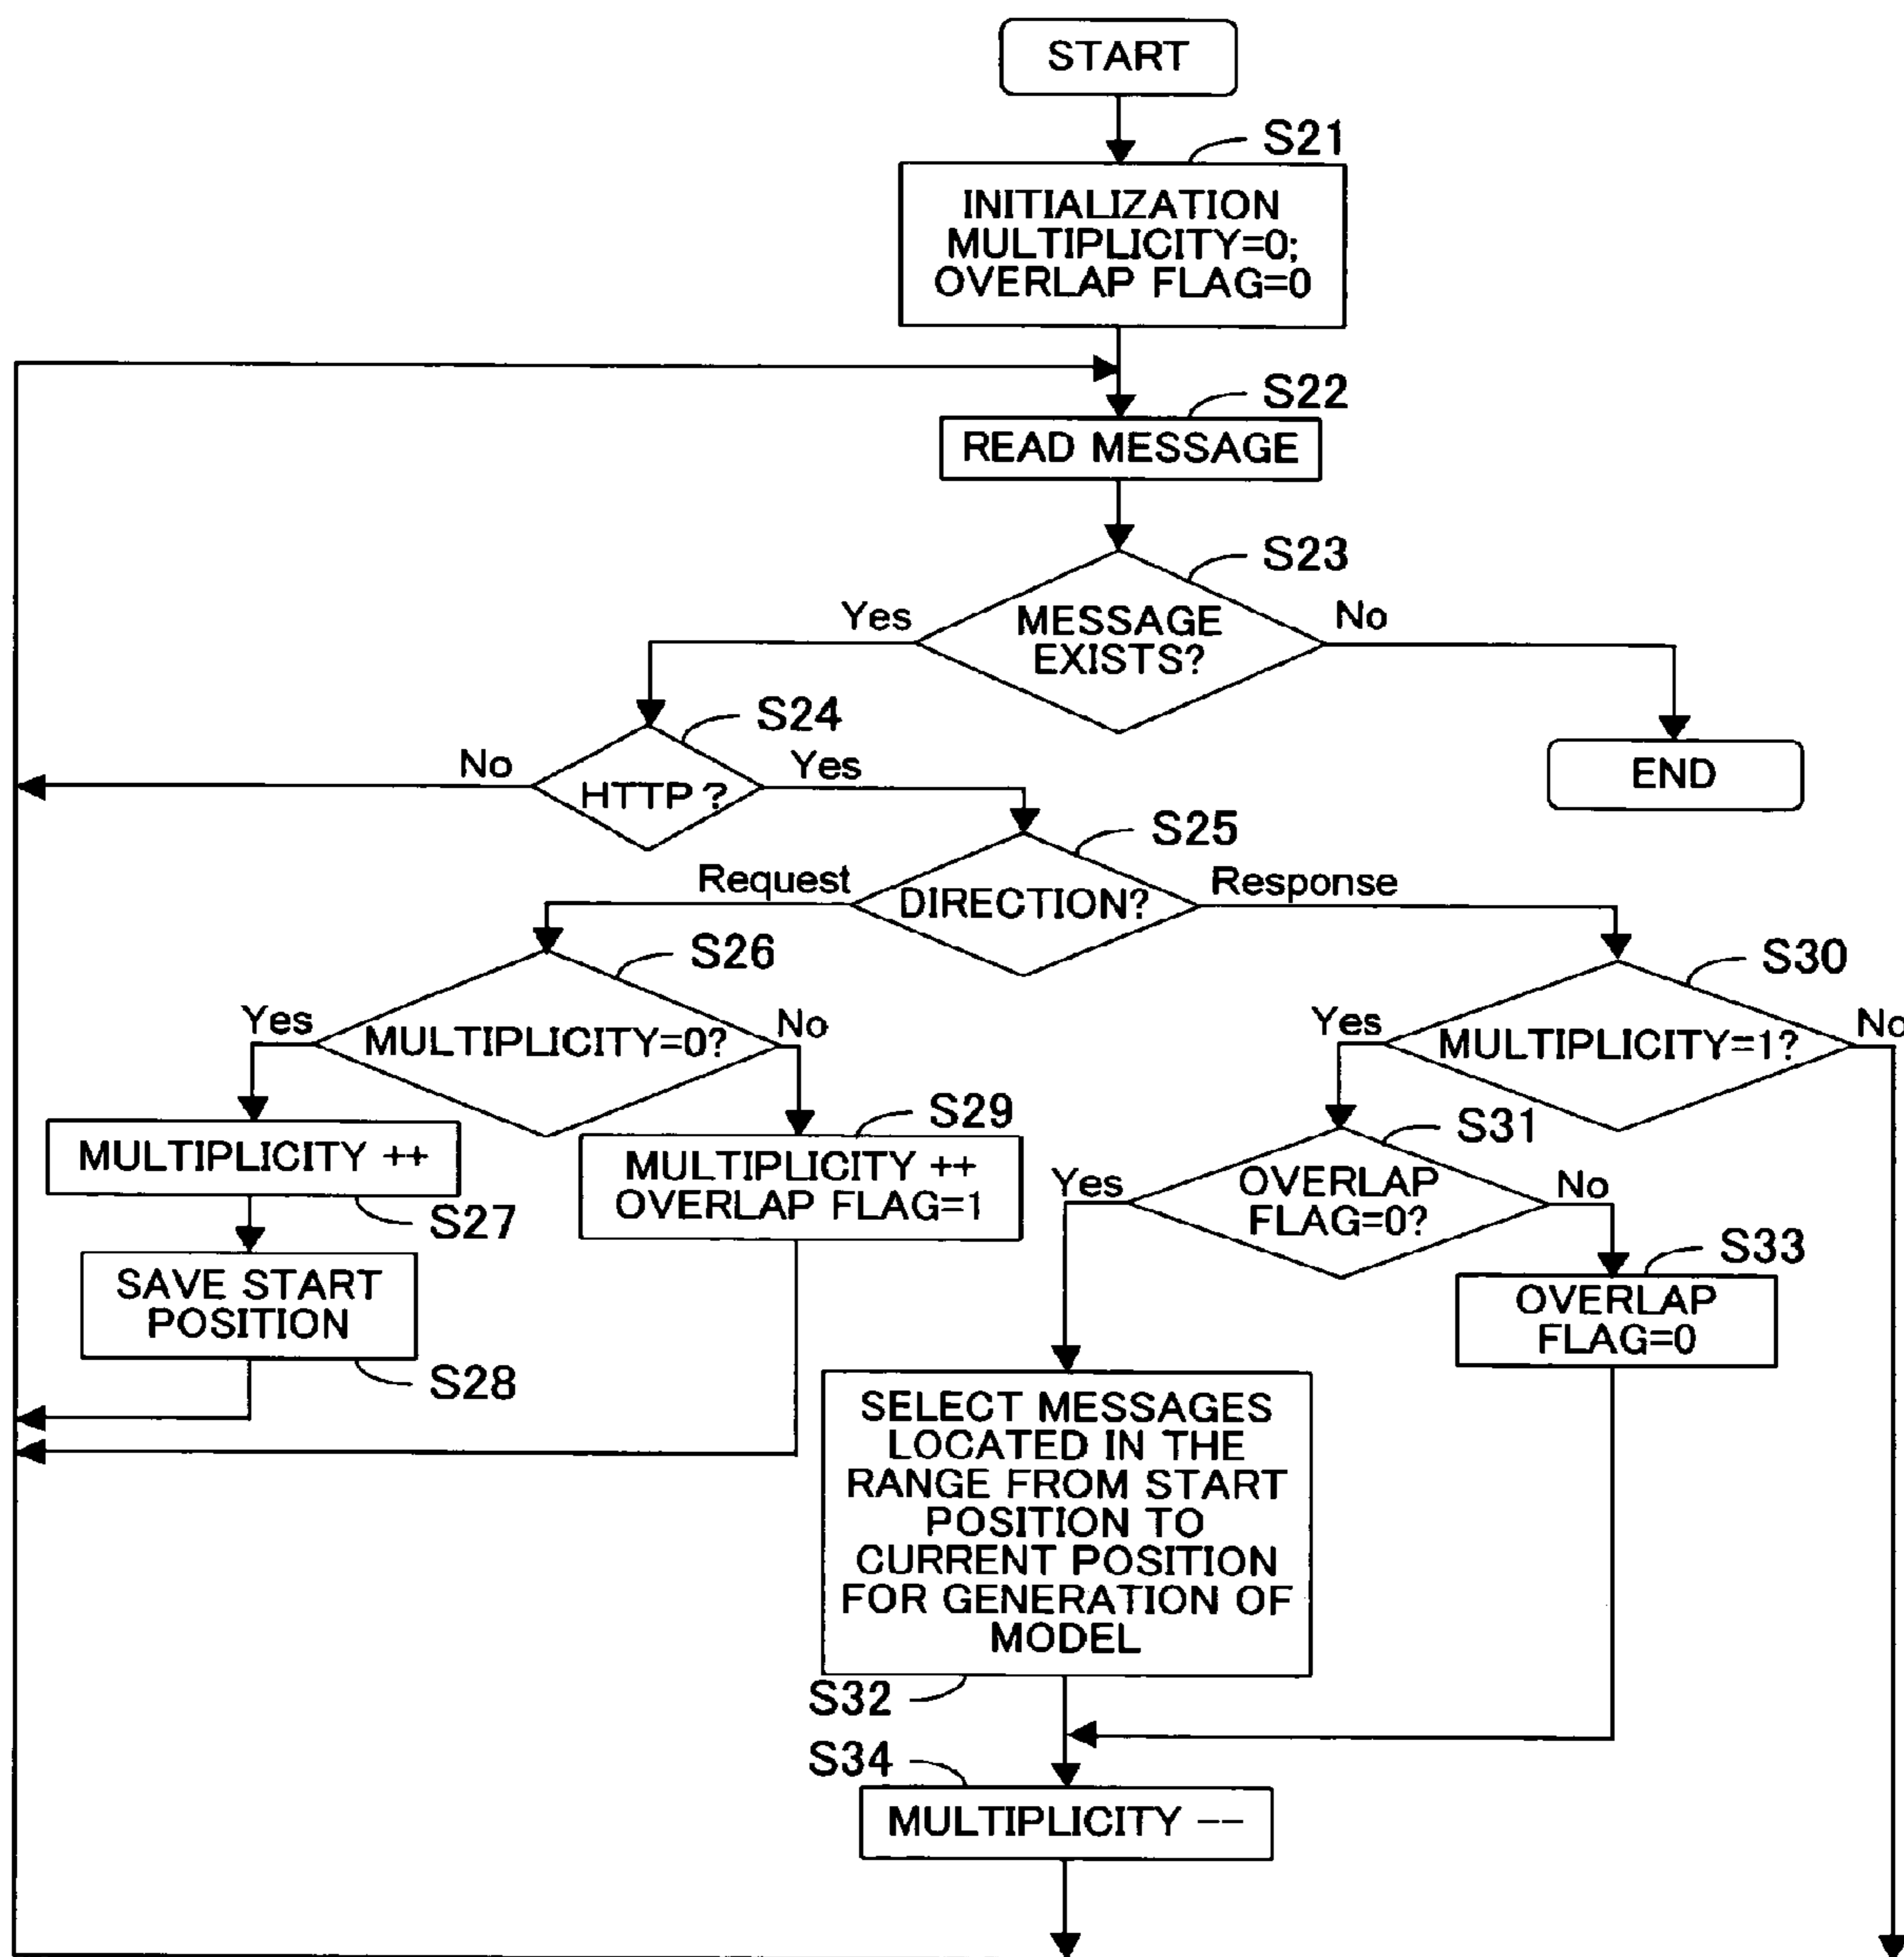 START
S21
INITIALIZATION
MULTIPLICITY=0;
OVERLAP FLAG=0
S22
READ MESSAGE
S23
Yes
MESSAGE
EXISTS?
No
S24
No
HTTP ?
Yes
END
S25
Request
DIRECTION?
Response
S26
Yes
MULTIPLICITY=0?
No
S30
Yes
MULTIPLICITY=1?
No
MULTIPLICITY ++
S27
S29
MULTIPLICITY ++
OVERLAP FLAG=1
S31
Yes
OVERLAP
FLAG=0?
No
SAVE START
POSITION
S28
S33
OVERLAP
FLAG=0
SELECT MESSAGES
LOCATED IN THE
RANGE FROM START
POSITION TO
CURRENT POSITION
FOR GENERATION OF
MODEL
S32
S34
MULTIPLICITY --